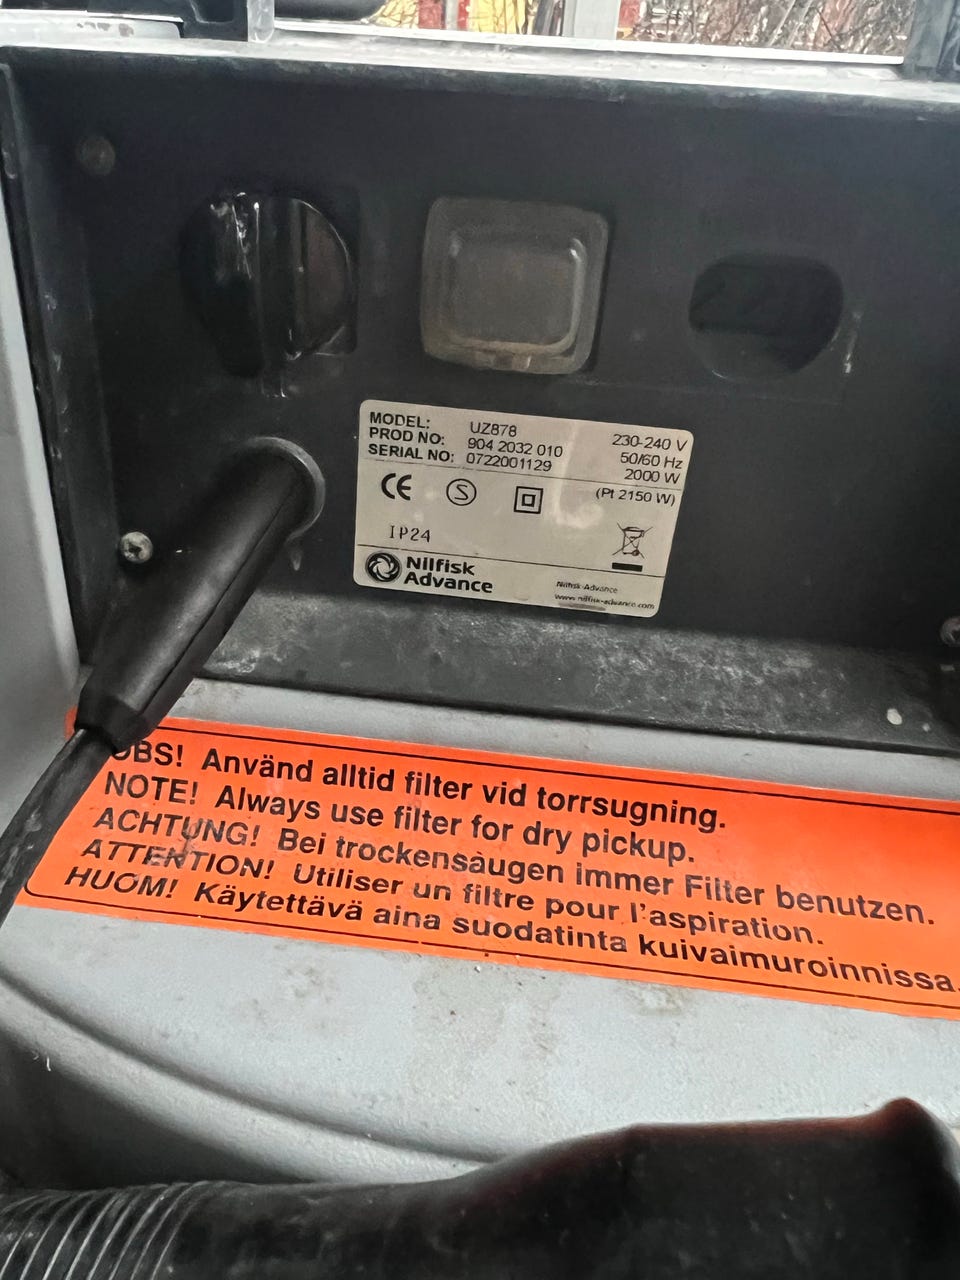 MODEL: UZ878 230-240 V
PROD NO: 904 2032 010 50/60 Hz
SERIAL NO: 0722001129 2000 W
(Pt 2150 W)
CE S
IP24
Nilfisk
Advance
Nilfisk-Advance
www.nilfisk-advance.com
OBS! Använd alltid filter vid torrsugning.
NOTE! Always use filter for dry pickup.
ACHTUNG! Bei trockensäugen immer Filter benutzen.
ATTENTION! Utiliser un filtre pour l'aspiration.
HUOM! Käytettävä aina suodatinta kuivaimuroinnissa.